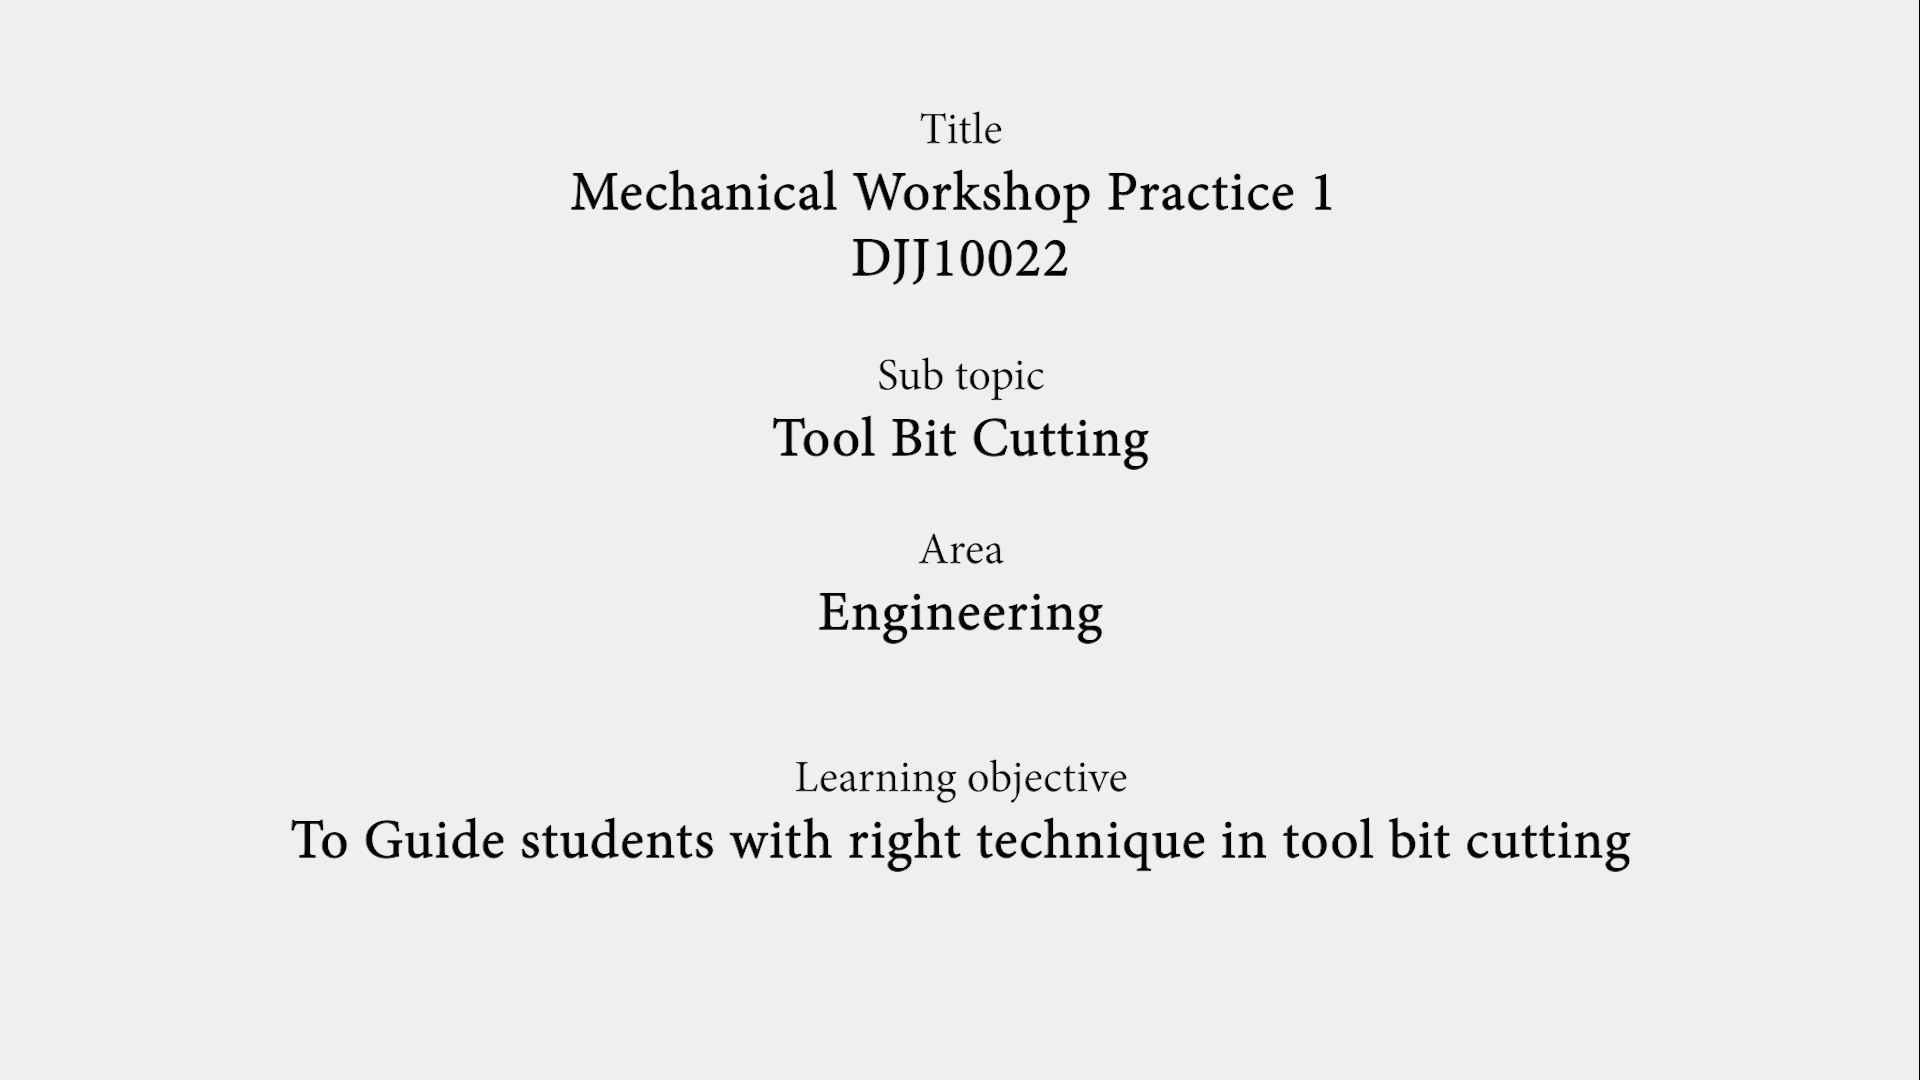 Title
Mechanical Workshop Practice 1
DJJ10022
Sub topic
Tool Bit Cutting
Area
Engineering
Learning objective
To Guide students with right technique in tool bit cutting